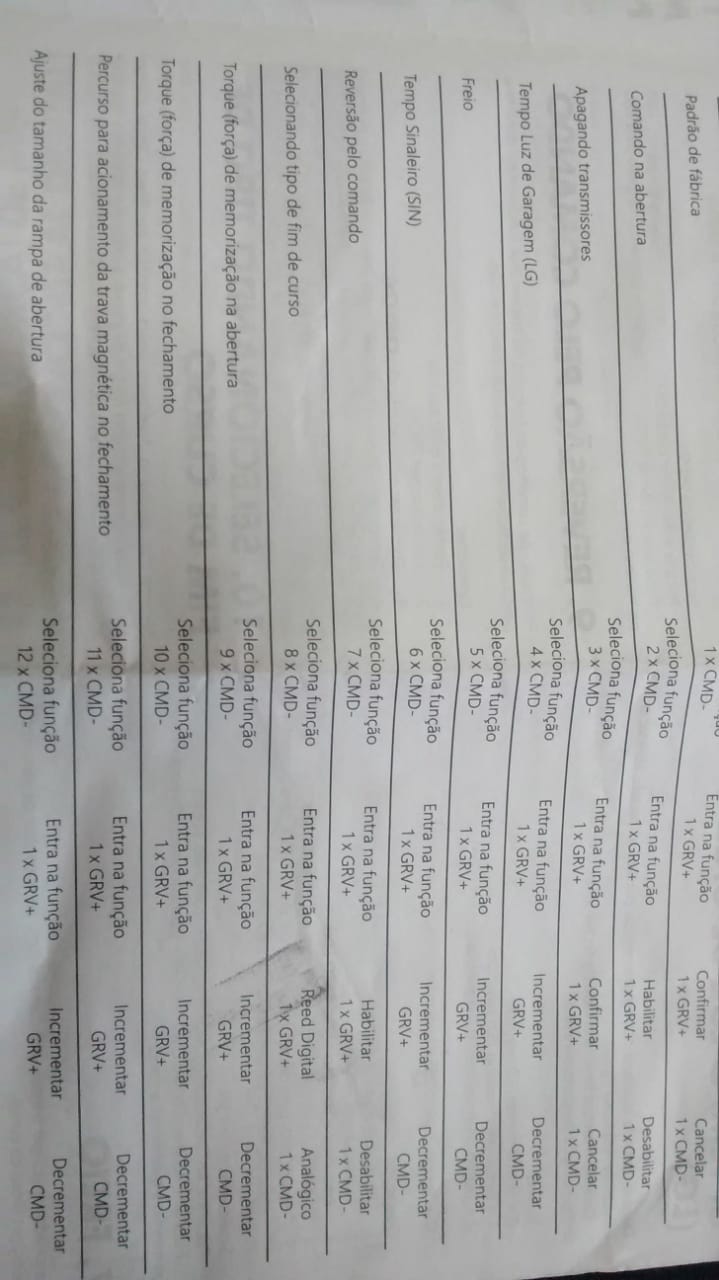 Padrão de fábrica
1 x CMD-
Entra na função
1 x GRV+
Confirmar
1 x GRV+
Cancelar
1 x CMD-
Comando na abertura
Seleciona função
2 x CMD-
Entra na função
1 x GRV+
Habilitar
1 x GRV+
Desabilitar
1 x CMD-
Apagando transmissores
Seleciona função
3 x CMD-
Entra na função
1 x GRV+
Confirmar
1 x GRV+
Cancelar
1 x CMD-
Tempo Luz de Garagem (LG)
Seleciona função
4 x CMD-
Entra na função
1 x GRV+
Incrementar
GRV+
Decrementar
CMD-
Freio
Seleciona função
5 x CMD-
Entra na função
1 x GRV+
Incrementar
GRV+
Decrementar
CMD-
Tempo Sinaleiro (SIN)
Seleciona função
6 x CMD-
Entra na função
1 x GRV+
Incrementar
GRV+
Decrementar
CMD-
Reversão pelo comando
Seleciona função
7 x CMD-
Entra na função
1 x GRV+
Habilitar
1 x GRV+
Desabilitar
1 x CMD-
Selecionando tipo de fim de curso
Seleciona função
8 x CMD-
Entra na função
1 x GRV+
Reed Digital
1 x GRV+
Analógico
1 x CMD-
Torque (força) de memorização na abertura
Seleciona função
9 x CMD-
Entra na função
1 x GRV+
Incrementar
GRV+
Decrementar
CMD-
Torque (força) de memorização no fechamento
Seleciona função
10 x CMD-
Entra na função
1 x GRV+
Incrementar
GRV+
Decrementar
CMD-
Percurso para acionamento da trava magnética no fechamento
Seleciona função
11 x CMD-
Entra na função
1 x GRV+
Incrementar
GRV+
Decrementar
CMD-
Ajuste do tamanho da rampa de abertura
Seleciona função
12 x CMD-
Entra na função
1 x GRV+
Incrementar
GRV+
Decrementar
CMD-